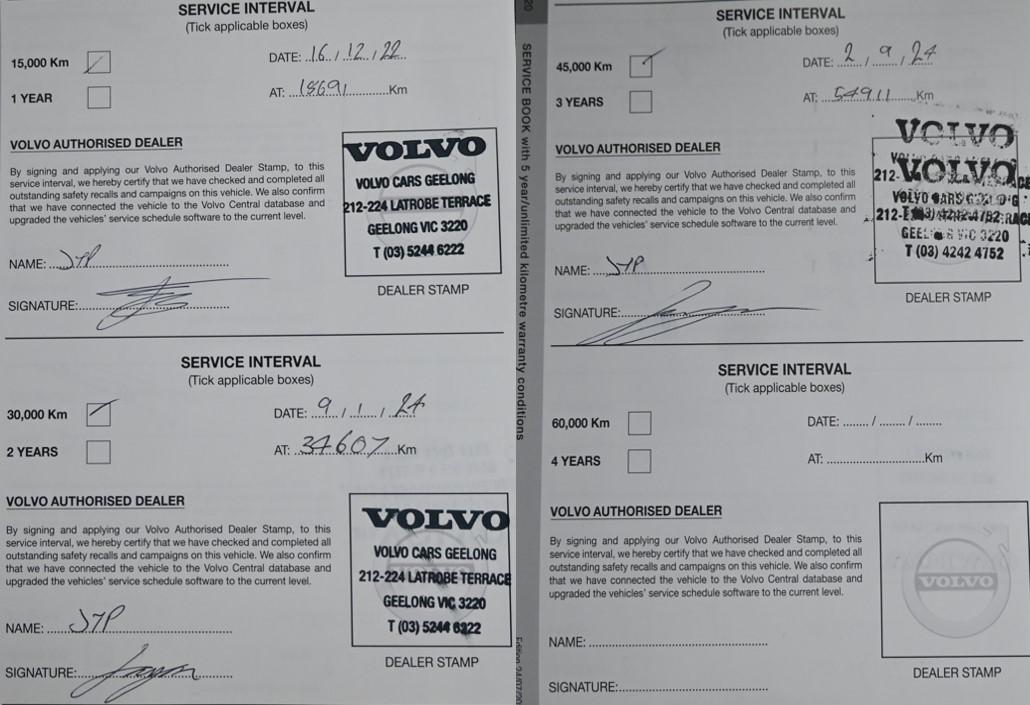 SERVICE INTERVAL
(Tick applicable boxes)
15,000 Km
DATE: 16/12/22
1 YEAR
AT: 18691 Km
VOLVO AUTHORISED DEALER
By signing and applying our Volvo Authorised Dealer Stamp, to this
service interval, we hereby certify that we have checked and completed all
outstanding safety recalls and campaigns on this vehicle. We also confirm
that we have connected the vehicle to the Volvo Central database and
upgraded the vehicles' service schedule software to the current level.
VOLVO
VOLVO CARS GEELONG
212-224 LATROBE TERRACE
GEELONG VIC 3220
T (03) 5244 6222
NAME: JYP
SIGNATURE:
DEALER STAMP
SERVICE INTERVAL
(Tick applicable boxes)
30,000 Km
DATE: 9/1/24
2 YEARS
AT: 37607 Km
VOLVO AUTHORISED DEALER
By signing and applying our Volvo Authorised Dealer Stamp, to this
service interval, we hereby certify that we have checked and completed all
outstanding safety recalls and campaigns on this vehicle. We also confirm
that we have connected the vehicle to the Volvo Central database and
upgraded the vehicles' service schedule software to the current level.
VOLVO
VOLVO CARS GEELONG
212-224 LATROBE TERRACE
GEELONG VIC 3220
T (03) 5244 6222
NAME: JYP
SIGNATURE:
DEALER STAMP
20
SERVICE BOOK with 5 year/unlimited kilometre warranty conditions
SERVICE INTERVAL
(Tick applicable boxes)
45,000 Km
DATE: 2/9/24
3 YEARS
AT: 54911 Km
VOLVO AUTHORISED DEALER
By signing and applying our Volvo Authorised Dealer Stamp, to this
service interval, we hereby certify that we have checked and completed all
outstanding safety recalls and campaigns on this vehicle. We also confirm
that we have connected the vehicle to the Volvo Central database and
upgraded the vehicles' service schedule software to the current level.
VOLVO
VOLVO
VOLVO CARS
3220
T (03) 4242 4752
NAME: JYP
SIGNATURE:
DEALER STAMP
SERVICE INTERVAL
(Tick applicable boxes)
60,000 Km
DATE: ......../......../........
4 YEARS
AT: ..............................Km
VOLVO AUTHORISED DEALER
By signing and applying our Volvo Authorised Dealer Stamp, to this
service interval, we hereby certify that we have checked and completed all
outstanding safety recalls and campaigns on this vehicle. We also confirm
that we have connected the vehicle to the Volvo Central database and
upgraded the vehicles' service schedule software to the current level.
VOLVO
NAME:
SIGNATURE:
DEALER STAMP